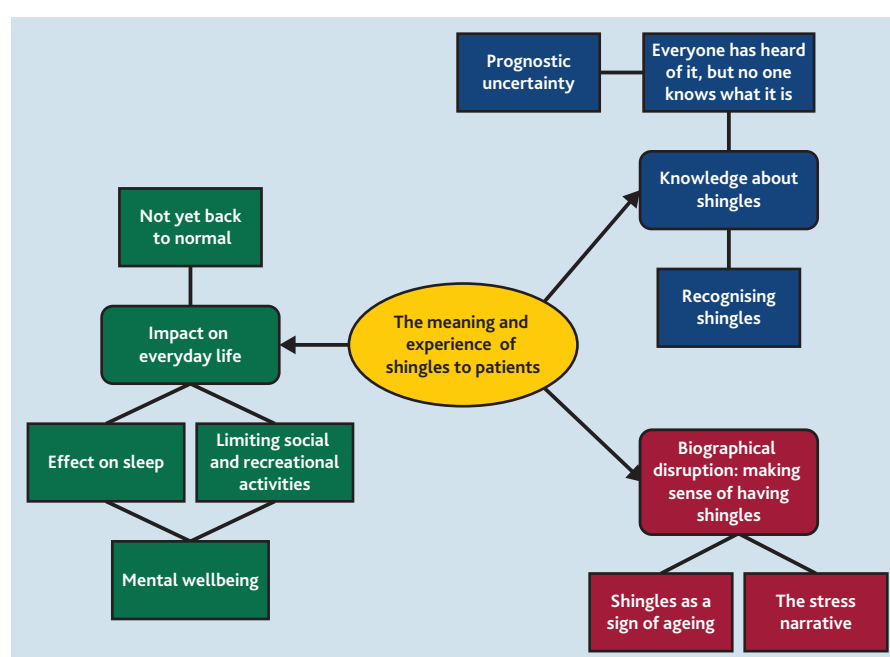 Prognostic
uncertainty
Everyone has heard
of it, but no one
knows what it is
Knowledge about
shingles
Recognising
shingles
Not yet back
to normal
Impact on
everyday life
The meaning and
experience of
shingles to patients
Effect on sleep
Limiting social
and recreational
activities
Mental wellbeing
Biographical
disruption: making
sense of having
shingles
Shingles as a
sign of ageing
The stress
narrative